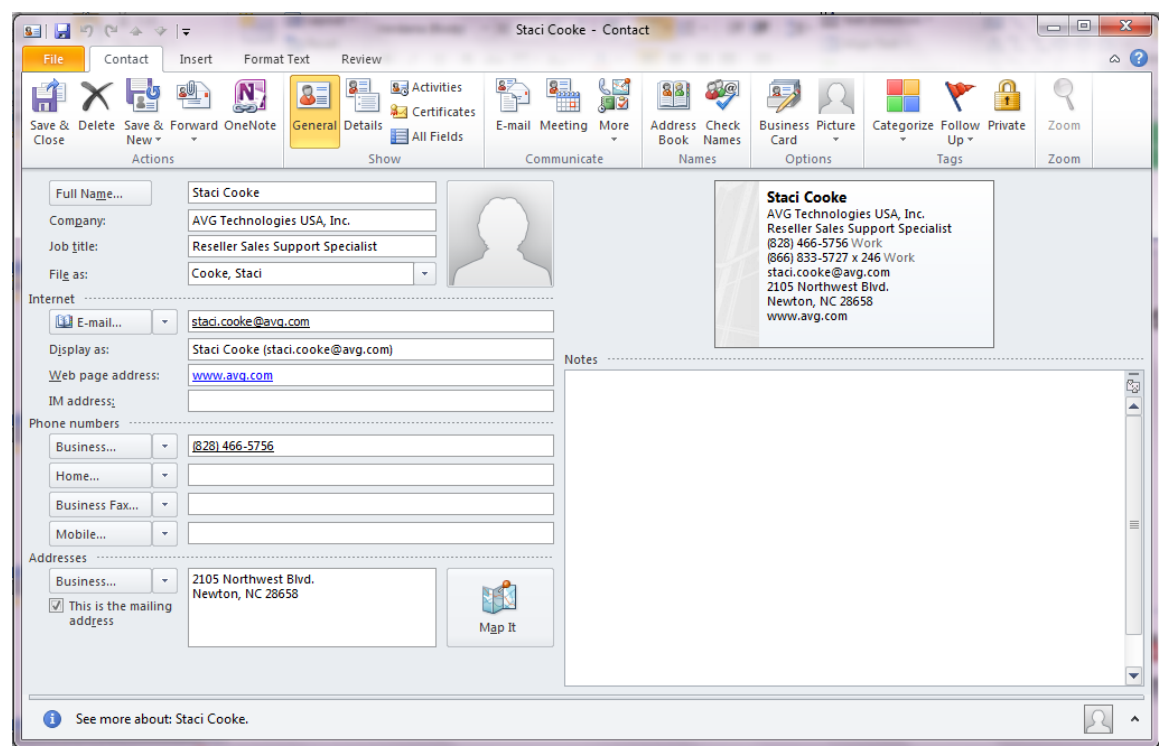 Staci Cooke - Contact
File Contact Insert Format Text Review
Save & Close
Delete
Save & New
Forward
OneNote
Actions
General
Details
Activities
Certificates
All Fields
Show
E-mail
Meeting
More
Communicate
Address Book
Check Names
Names
Business Card
Picture
Options
Categorize
Follow Up
Private
Tags
Zoom
Zoom
Full Name... Staci Cooke
Company: AVG Technologies USA, Inc.
Job title: Reseller Sales Support Specialist
File as: Cooke, Staci
Internet
E-mail... staci.cooke@avg.com
Display as: Staci Cooke (staci.cooke@avg.com)
Web page address: www.avg.com
IM address:
Phone numbers
Business... (828) 466-5756
Home...
Business Fax...
Mobile...
Addresses
Business... 2105 Northwest Blvd.
Newton, NC 28658
This is the mailing
address
Map It
Staci Cooke
AVG Technologies USA, Inc.
Reseller Sales Support Specialist
(828) 466-5756 Work
(866) 833-5727 x 246 Work
staci.cooke@avg.com
2105 Northwest Blvd.
Newton, NC 28658
www.avg.com
Notes
See more about: Staci Cooke.